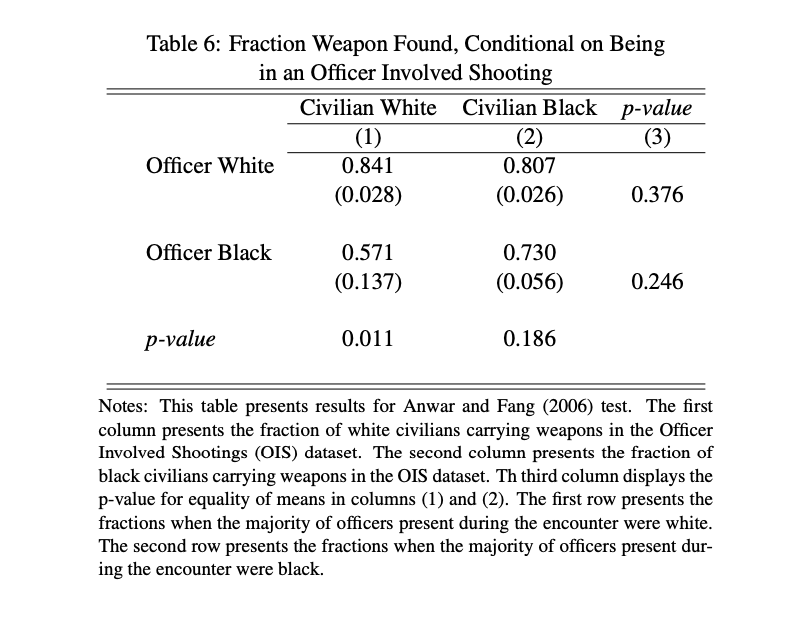 Table 6: Fraction Weapon Found, Conditional on Being
in an Officer Involved Shooting
Civilian White Civilian Black p-value
(1) (2) (3)
Officer White 0.841 0.807
(0.028) (0.026) 0.376
Officer Black 0.571 0.730
(0.137) (0.056) 0.246
p-value 0.011 0.186
Notes: This table presents results for Anwar and Fang (2006) test. The first
column presents the fraction of white civilians carrying weapons in the Officer
Involved Shootings (OIS) dataset. The second column presents the fraction of
black civilians carrying weapons in the OIS dataset. Th third column displays the
p-value for equality of means in columns (1) and (2). The first row presents the
fractions when the majority of officers present during the encounter were white.
The second row presents the fractions when the majority of officers present dur-
ing the encounter were black.